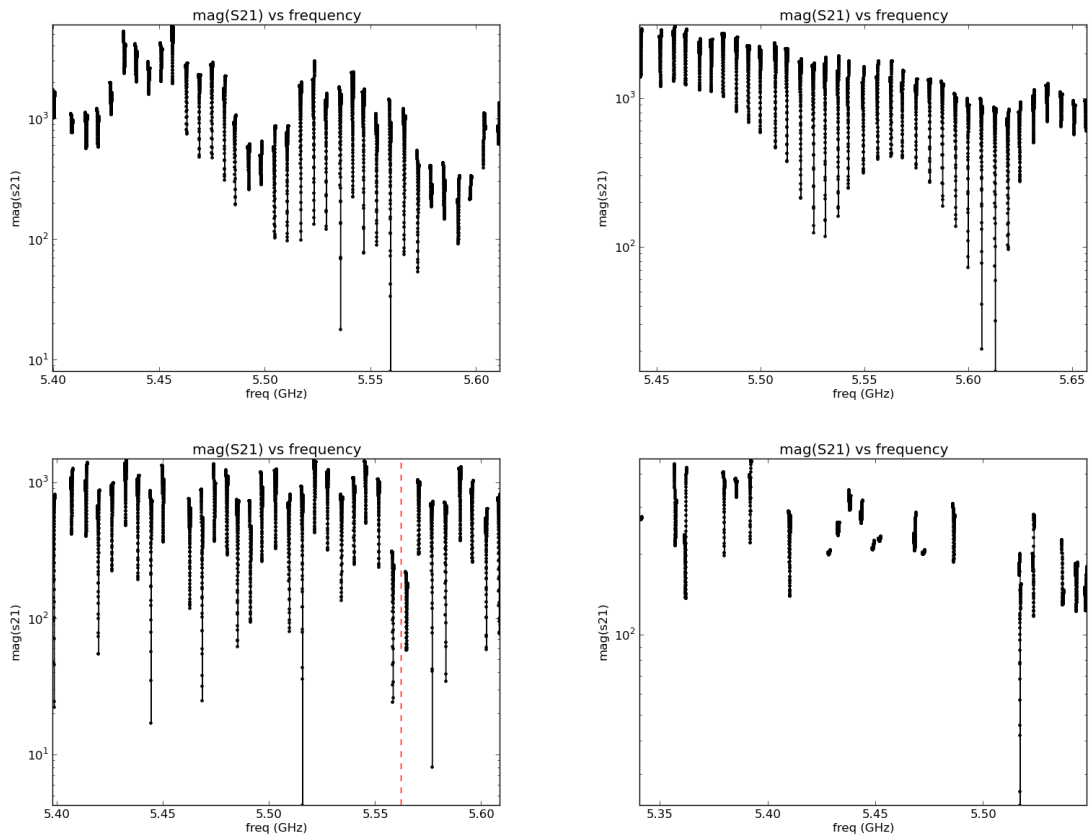 mag(S21) vs frequency
mag(S21) vs frequency
10³
10²
10¹
mag(s21)
5.40 5.45 5.50 5.55 5.60
freq (GHz)
10³
10²
mag(s21)
5.45 5.50 5.55 5.60 5.65
freq (GHz)
mag(S21) vs frequency
mag(S21) vs frequency
10³
10²
10¹
mag(s21)
5.40 5.45 5.50 5.55 5.60
freq (GHz)
10²
mag(s21)
5.35 5.40 5.45 5.50
freq (GHz)